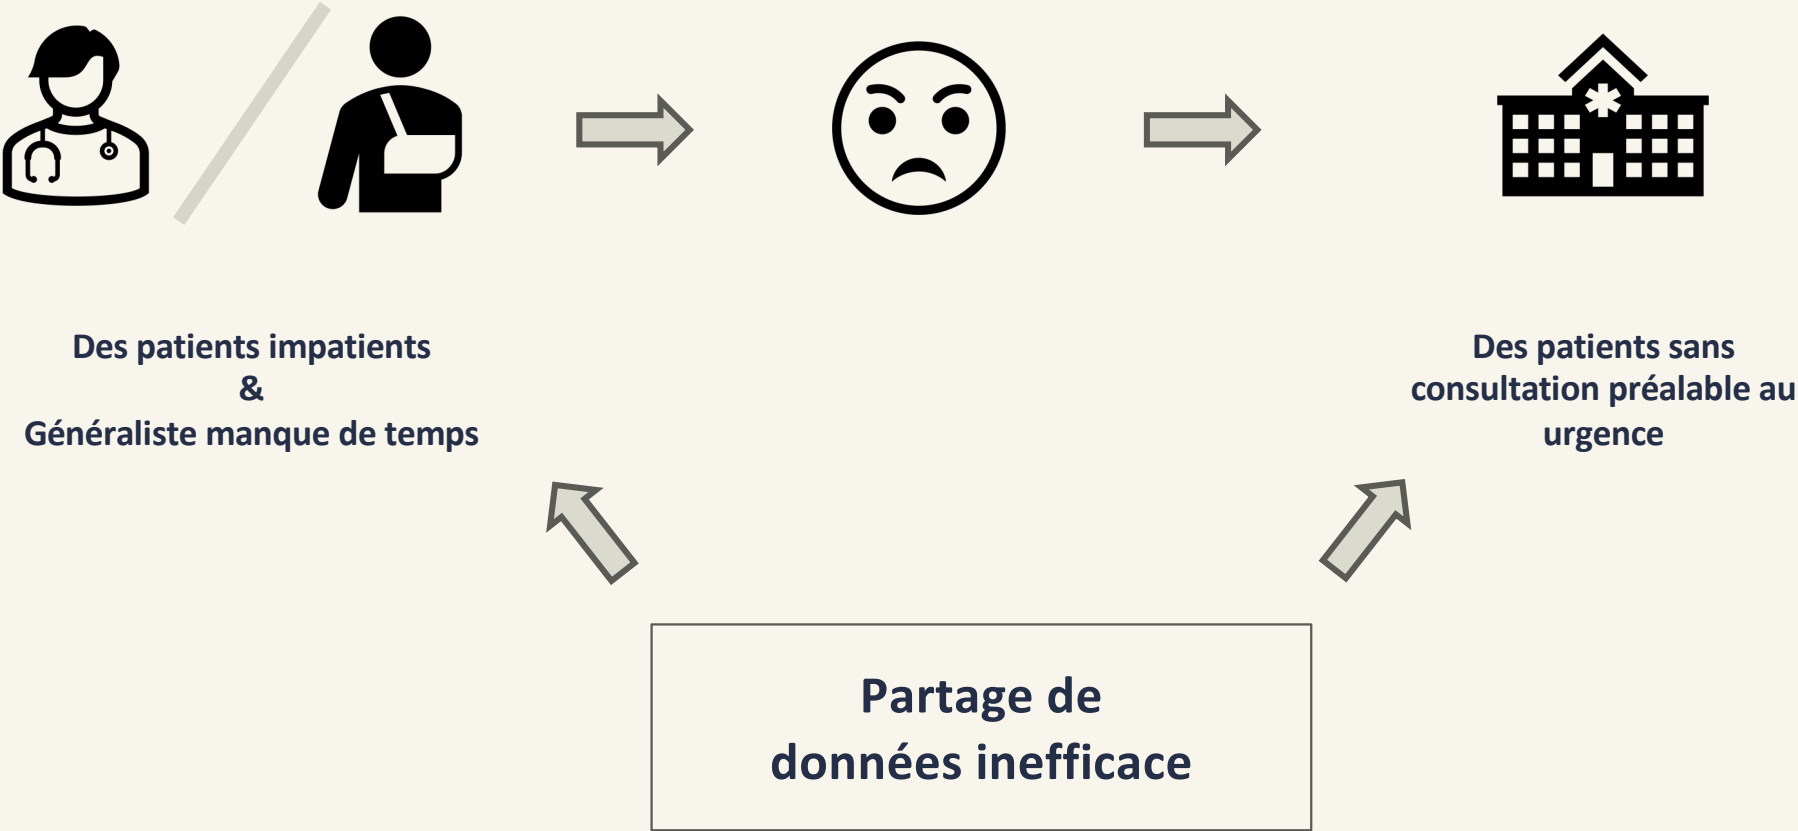 Des patients impatients
&
Généraliste manque de temps
Des patients sans
consultation préalable au
urgence
Partage de
données inefficace